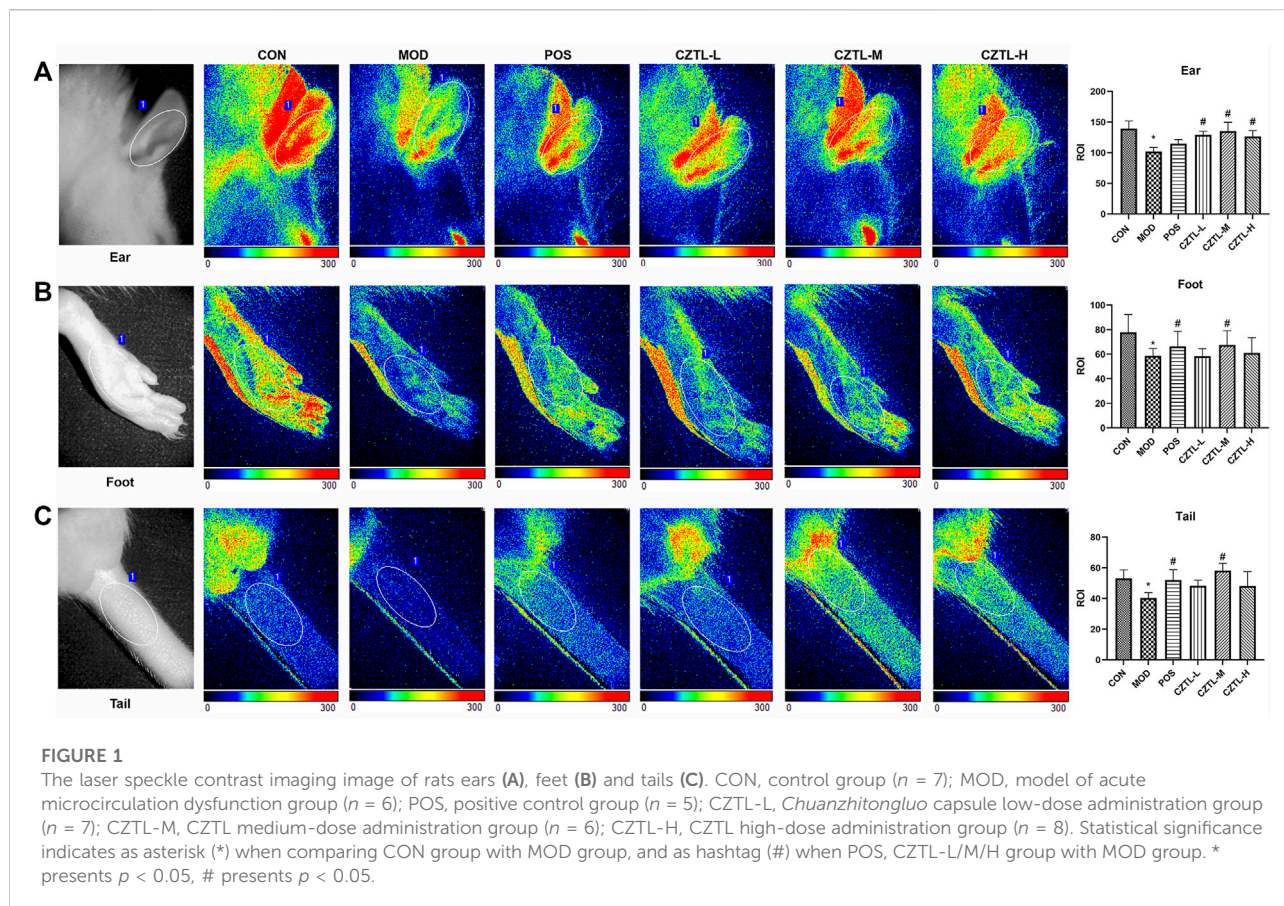 CON MOD POS CZTL-L CZTL-M CZTL-H
A
1 1 1 1 1 1 1
Ear
0 300 0 300 0 300 0 300 0 300 0 300
Ear
ROI
200
150
100
50
0
* # # #
CON MOD POS CZTL-L CZTL-M CZTL-H
B
1 1 1 1 1 1 1
Foot
0 300 0 300 0 300 0 300 0 300 0 300
Foot
ROI
100
80
60
40
20
0
* # #
CON MOD POS CZTL-L CZTL-M CZTL-H
C
1 1 1 1 1 1 1
Tail
0 300 0 300 0 300 0 300 0 300 0 300
Tail
ROI
80
60
40
20
0
* # #
CON MOD POS CZTL-L CZTL-M CZTL-H
FIGURE 1
The laser speckle contrast imaging image of rats ears (A), feet (B) and tails (C). CON, control group (n = 7); MOD, model of acute
microcirculation dysfunction group (n = 6); POS, positive control group (n = 5); CZTL-L, Chuanzhitongluo capsule low-dose administration group
(n = 7); CZTL-M, CZTL medium-dose administration group (n = 6); CZTL-H, CZTL high-dose administration group (n = 8). Statistical significance
indicates as asterisk (*) when comparing CON group with MOD group, and as hashtag (#) when POS, CZTL-L/M/H group with MOD group. *
presents p < 0.05, # presents p < 0.05.